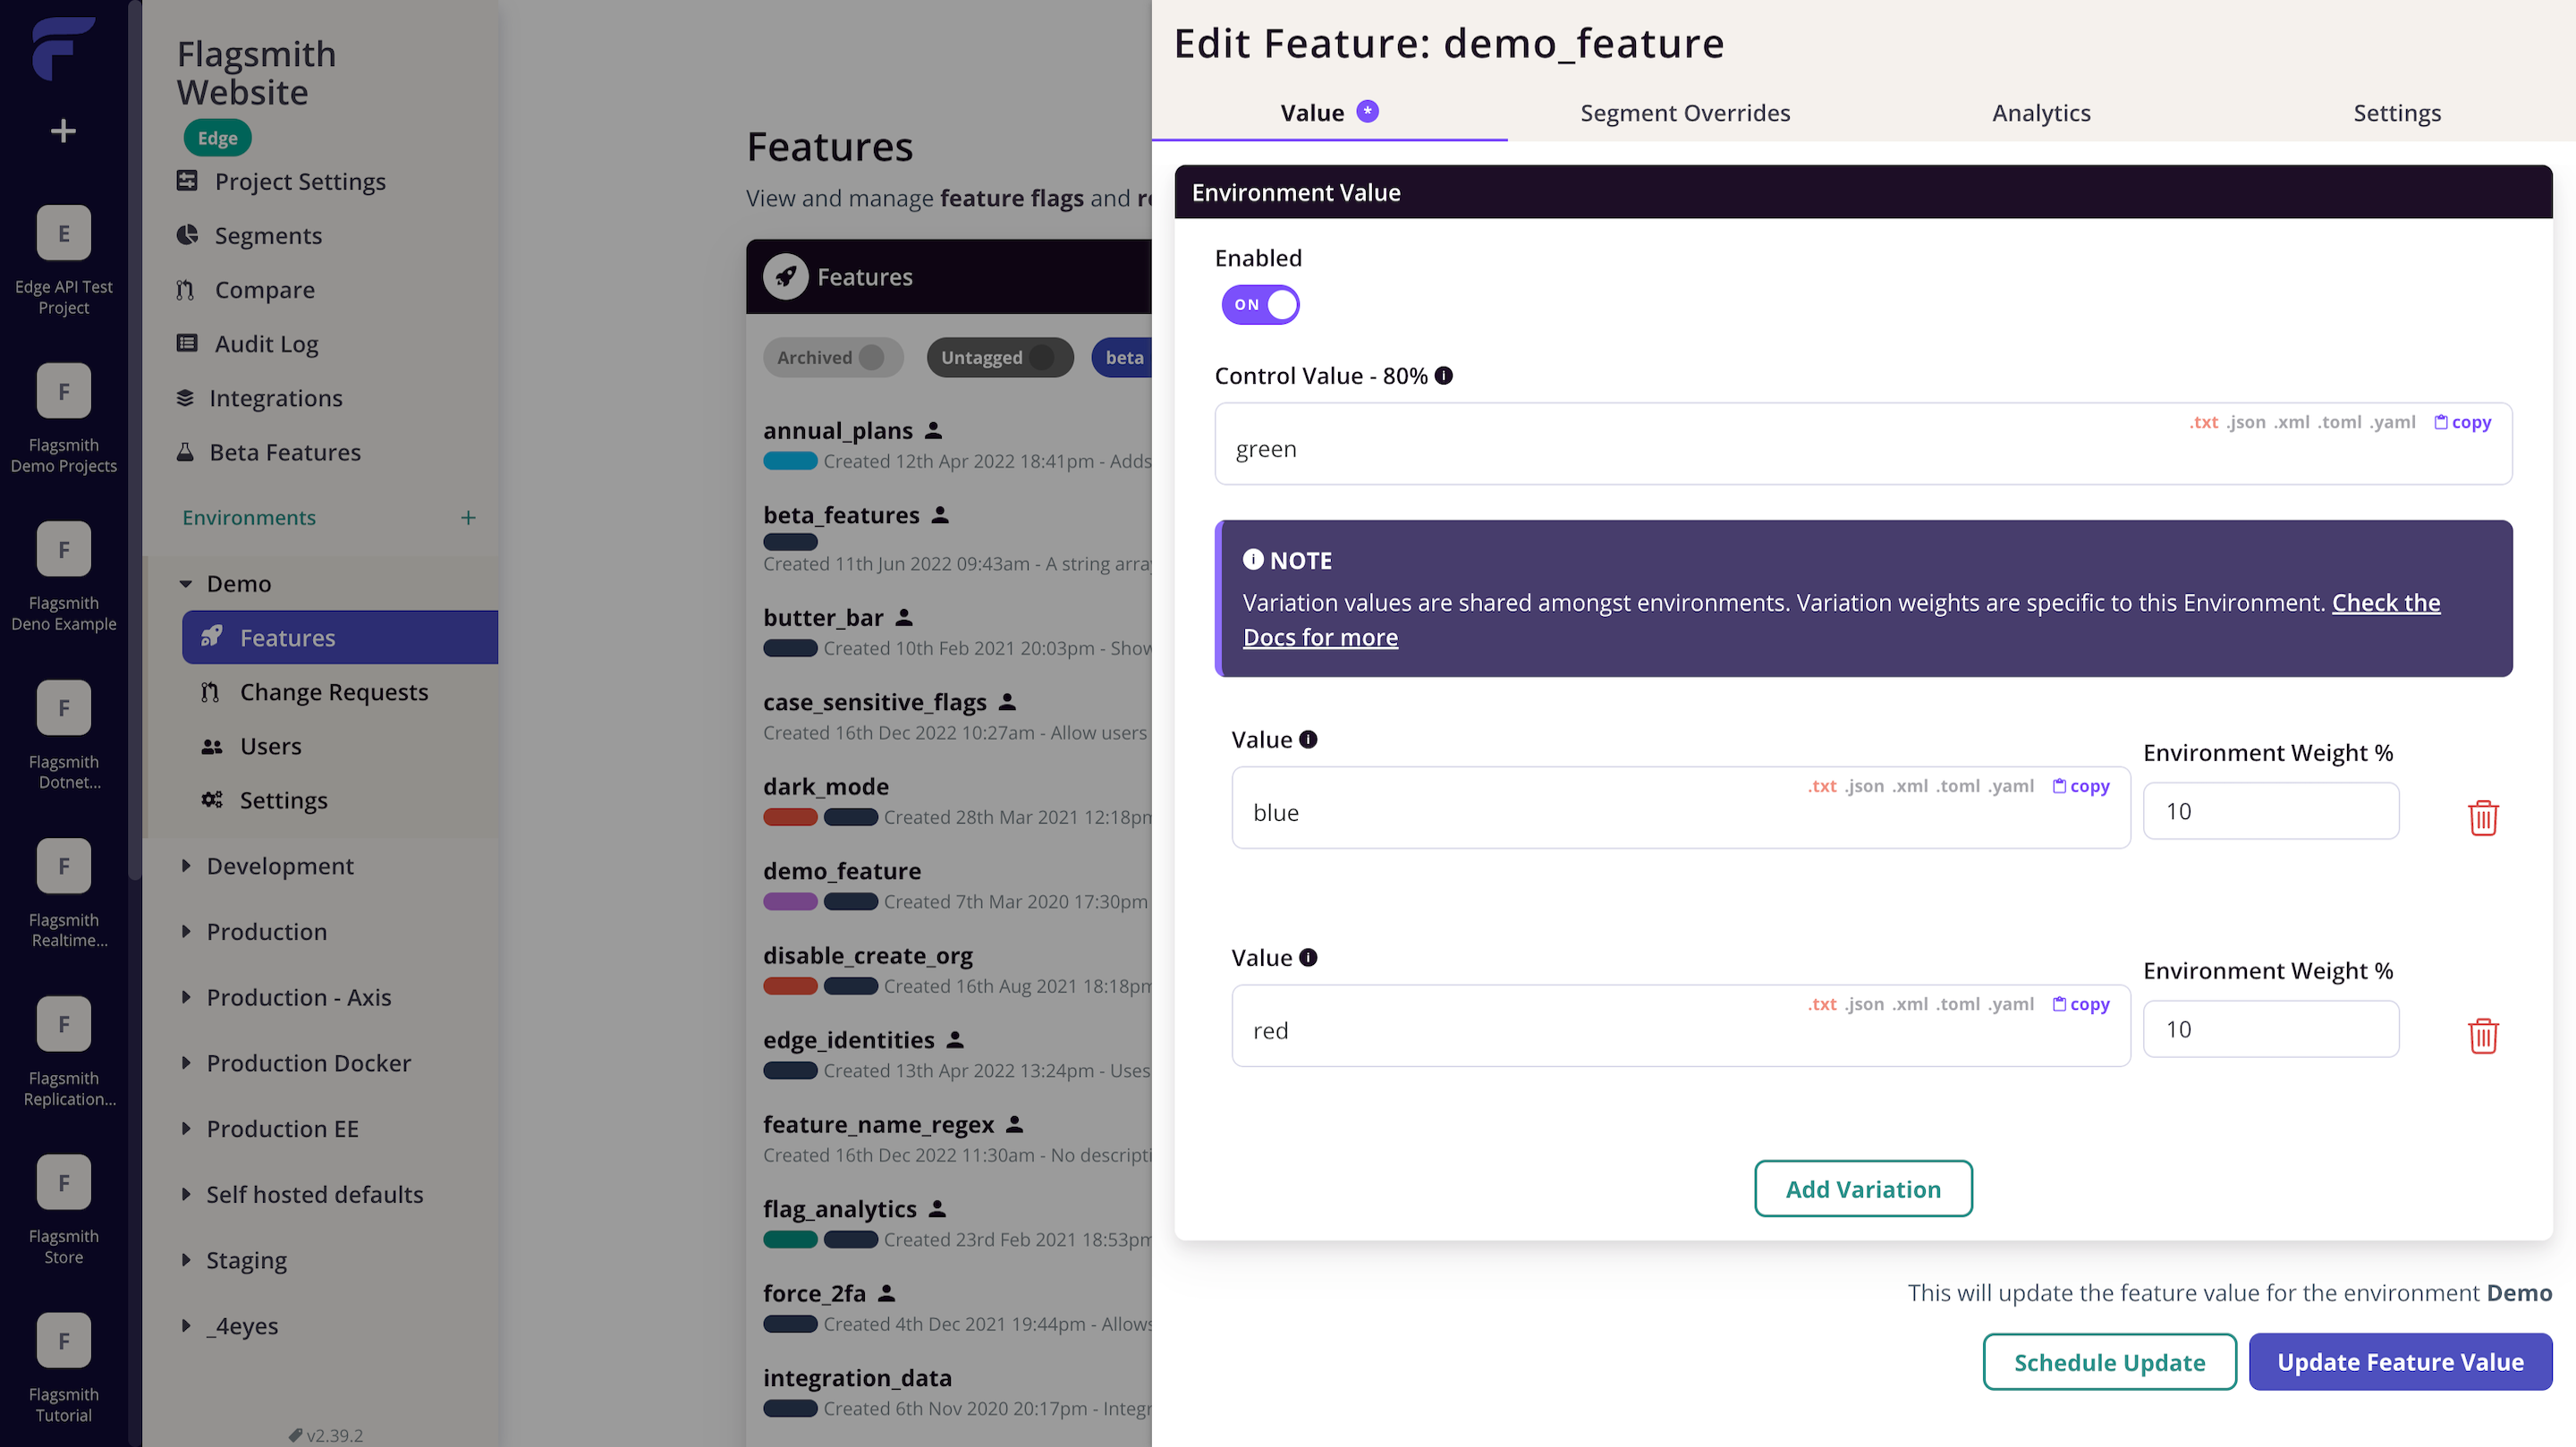 Flagsmith
Website
Edge
Project Settings
Segments
Compare
Audit Log
Integrations
Beta Features
Environments +
Demo
Features
Change Requests
Users
Settings
Development
Production
Production - Axis
Production Docker
Production EE
Self hosted defaults
Staging
_4eyes
v2.39.2
+
E
Edge API Test
Project
F
Flagsmith
Demo Projects
F
Flagsmith
Deno Example
F
Flagsmith
Dotnet...
F
Flagsmith
Realtime...
F
Flagsmith
Replication...
F
Flagsmith
Store
F
Flagsmith
Tutorial
Features
View and manage feature flags and
Features
Archived Untagged beta
annual_plans
Created 12th Apr 2022 18:41pm - Adds
beta_features
Created 11th Jun 2022 09:43am - A string
butter_bar
Created 10th Feb 2021 20:03pm - Show
case_sensitive_flags
Created 16th Dec 2022 10:27am - Allow users
dark_mode
Created 28th Mar 2021 12:18pm
demo_feature
Created 7th Mar 2020 17:30pm
disable_create_org
Created 16th Aug 2021 18:18pm
edge_identities
Created 13th Apr 2022 13:24pm - Uses
feature_name_regex
Created 16th Dec 2022 11:30am - No
flag_analytics
Created 23rd Feb 2021 18:53pm
force_2fa
Created 4th Dec 2021 19:44pm - Allows
integration_data
Created 6th Nov 2020 20:17pm -
Edit Feature: demo_feature
Value * Segment Overrides Analytics Settings
Environment Value
Enabled
ON
Control Value - 80%
.txt .json .xml .toml .yaml copy
green
NOTE
Variation values are shared amongst environments. Variation weights are specific to this Environment. Check the
Docs for more
Value
Environment Weight %
.txt .json .xml .toml .yaml copy
blue
10
Value
Environment Weight %
.txt .json .xml .toml .yaml copy
red
10
Add Variation
This will update the feature value for the environment Demo
Schedule Update Update Feature Value